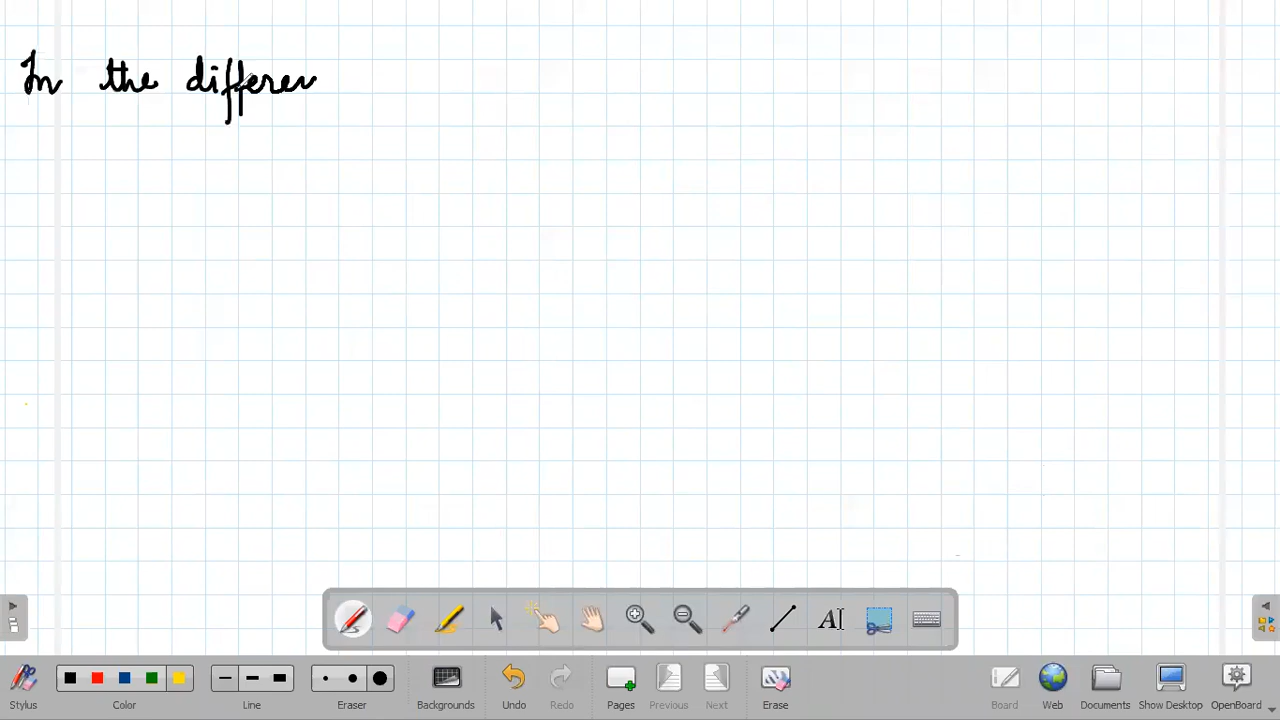 In the differen
Stylus
Color
Line
Eraser
Backgrounds
Undo
Redo
Pages
Previous
Next
Erase
Board
Web
Documents
Show Desktop
OpenBoard